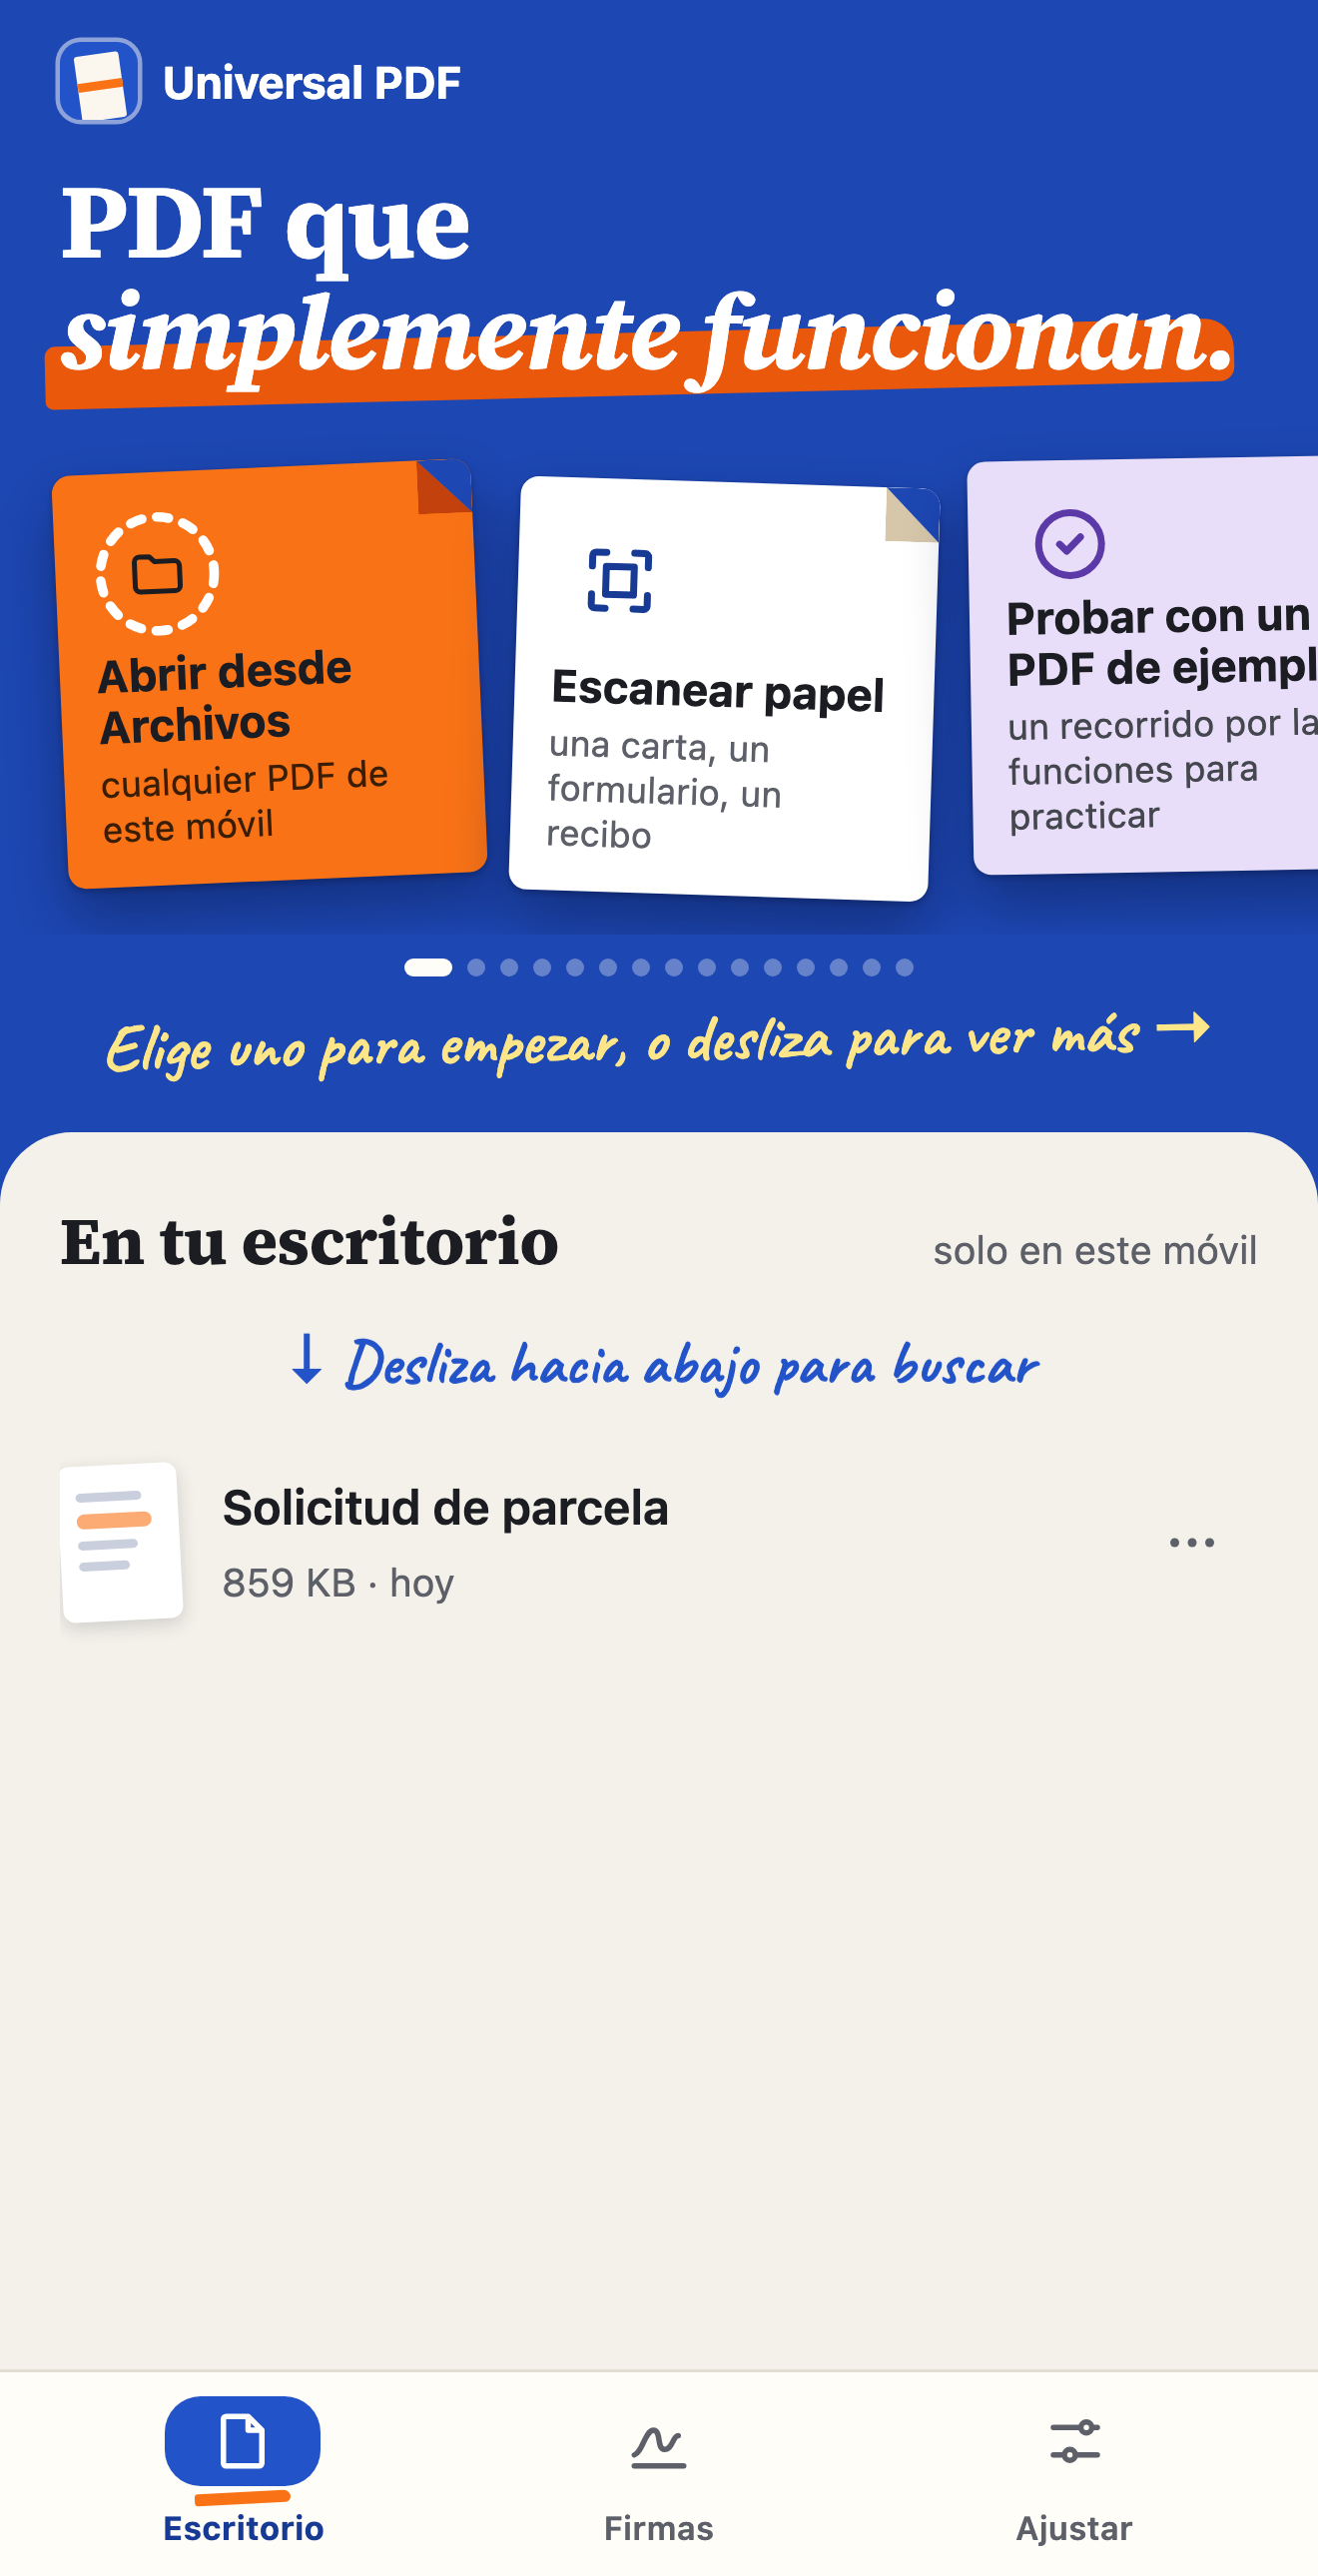 Universal PDF
PDF que
simplemente funcionan.
Abrir desde
Archivos
cualquier PDF de
este móvil
Escanear papel
una carta, un
formulario, un
recibo
Probar con un
PDF de ejempl
un recorrido por la
funciones para
practicar
Elige uno para empezar, o desliza para ver más →
En tu escritorio
solo en este móvil
↓ Desliza hacia abajo para buscar
Solicitud de parcela
859 KB · hoy
Escritorio
Firmas
Ajustar